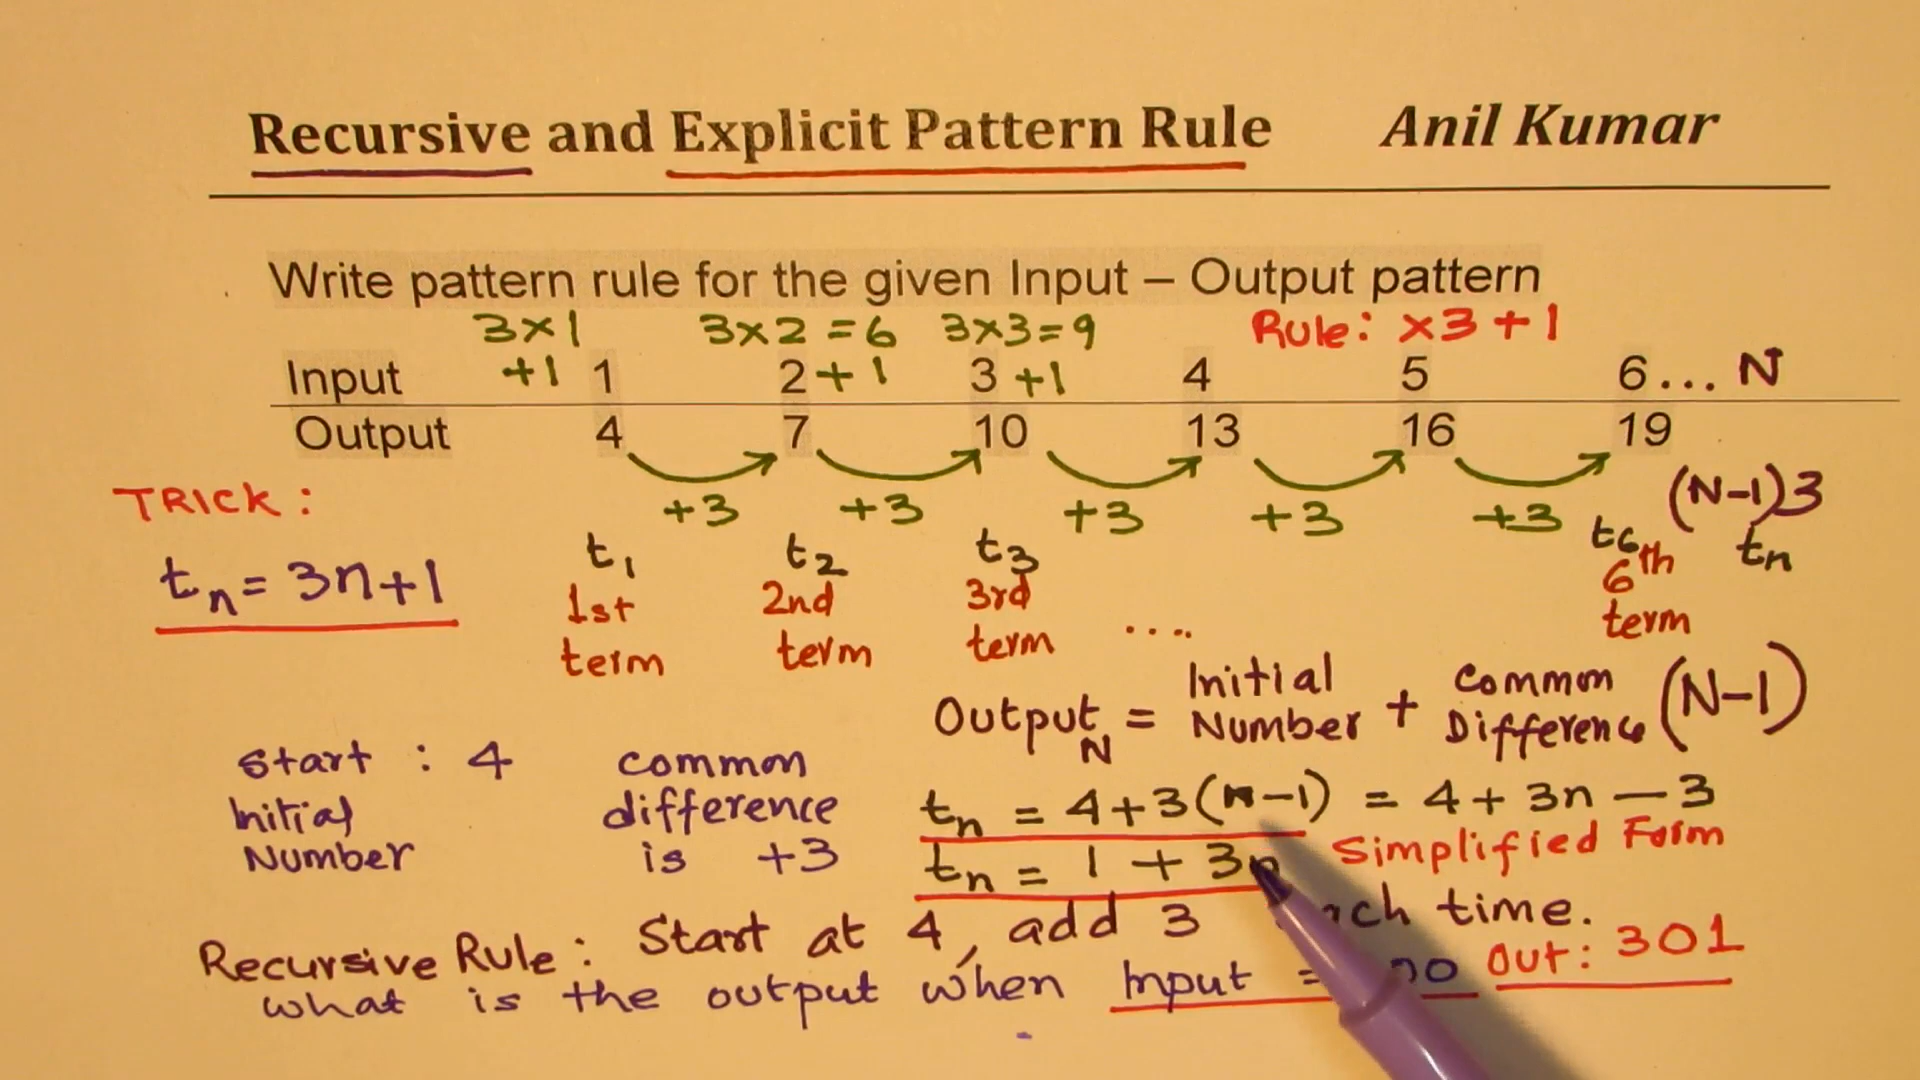 Recursive and Explicit Pattern Rule Anil Kumar
Write pattern rule for the given Input – Output pattern
3×1 3×2=6 3×3=9 Rule: ×3+1
Input +1 1 2+1 3+1 4 5 6... N
Output 4 7 10 13 16 19
+3 +3 +3 +3 +3 (N-1)3
TRICK:
t1 t2 t3 t6 tn
tn = 3n+1
1st term 2nd term 3rd term .... 6th term
Output N = Initial Number + Common Difference (N-1)
Start : 4 common
Initial Number difference is +3
tn = 4+3(n-1) = 4+3n-3
tn = 1+3n Simplified Form
Recursive Rule: Start at 4, add 3 time.
what is the output when Input = Out: 301